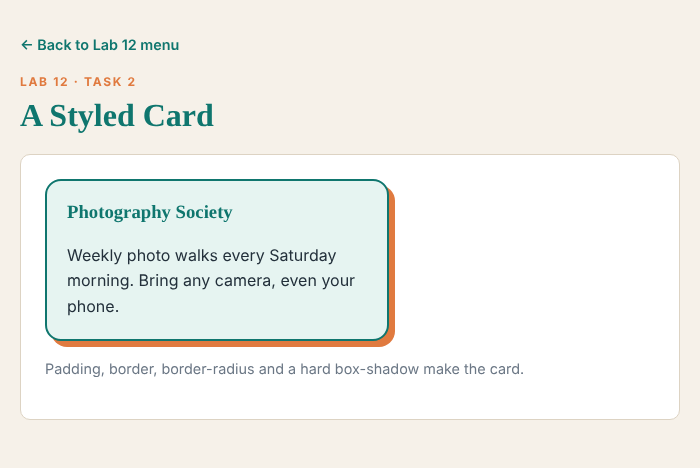 ← Back to Lab 12 menu
LAB 12 · TASK 2
A Styled Card
Photography Society
Weekly photo walks every Saturday
morning. Bring any camera, even your
phone.
Padding, border, border-radius and a hard box-shadow make the card.